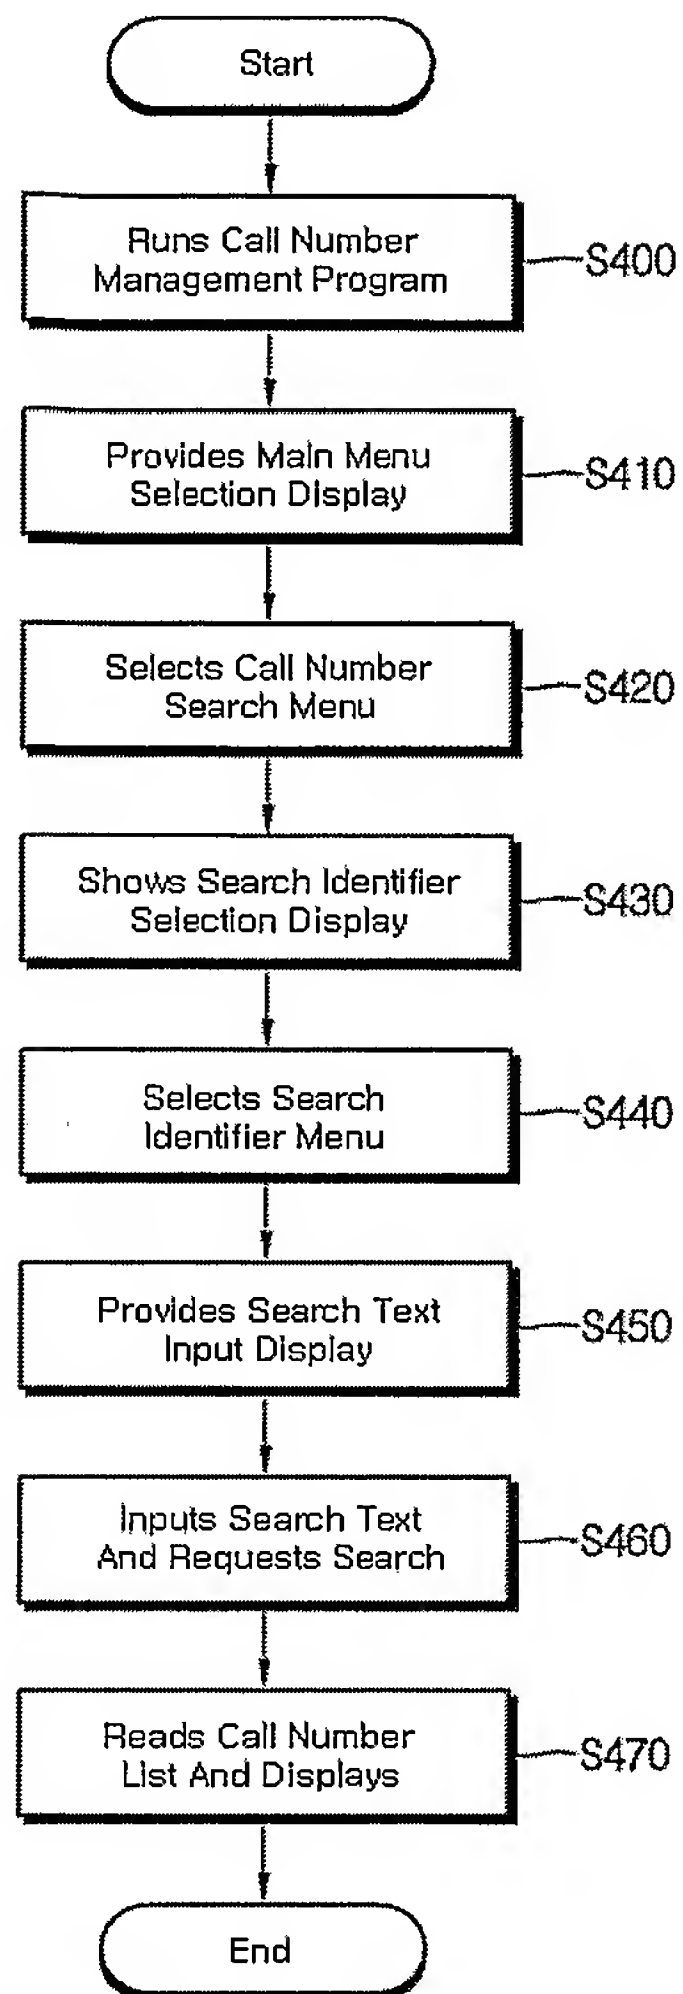 Start
Runs Call Number
Management Program
S400
Provides Main Menu
Selection Display
S410
Selects Call Number
Search Menu
S420
Shows Search Identifier
Selection Display
S430
Selects Search
Identifier Menu
S440
Provides Search Text
Input Display
S450
Inputs Search Text
And Requests Search
S460
Reads Call Number
List And Displays
S470
End